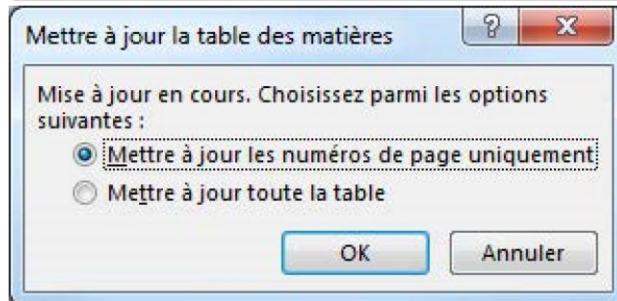 Mettre à jour la table des matières
Mise à jour en cours. Choisissez parmi les options
suivantes :
Mettre à jour les numéros de page uniquement
Mettre à jour toute la table
OK Annuler